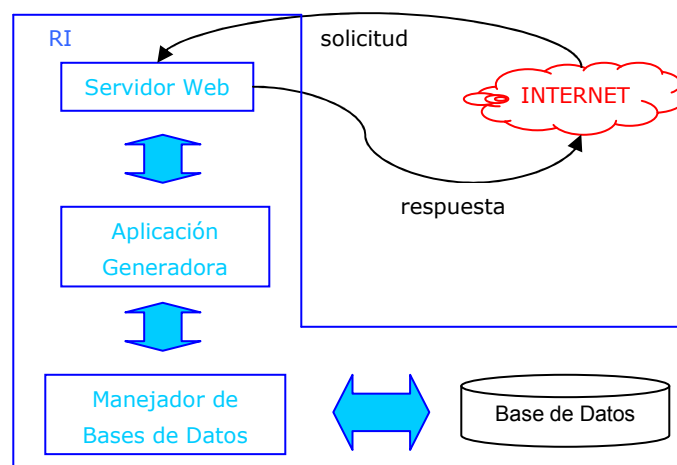 RI
solicitud
Servidor Web
INTERNET
respuesta
Aplicación
Generadora
Manejador de
Bases de Datos
Base de Datos